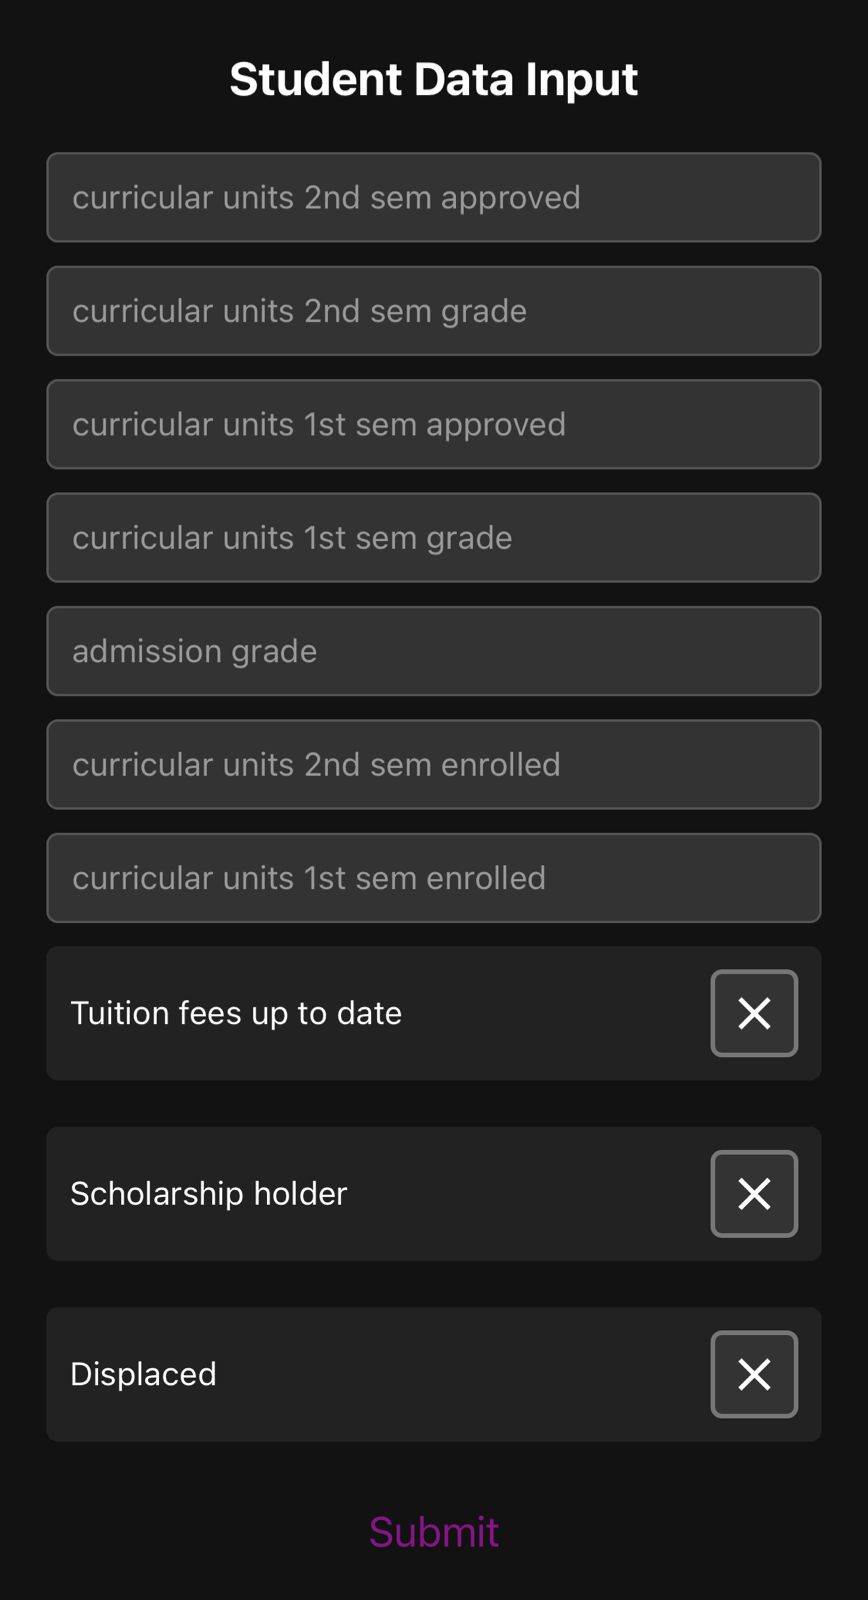 Student Data Input
curricular units 2nd sem approved
curricular units 2nd sem grade
curricular units 1st sem approved
curricular units 1st sem grade
admission grade
curricular units 2nd sem enrolled
curricular units 1st sem enrolled
Tuition fees up to date
Scholarship holder
Displaced
Submit